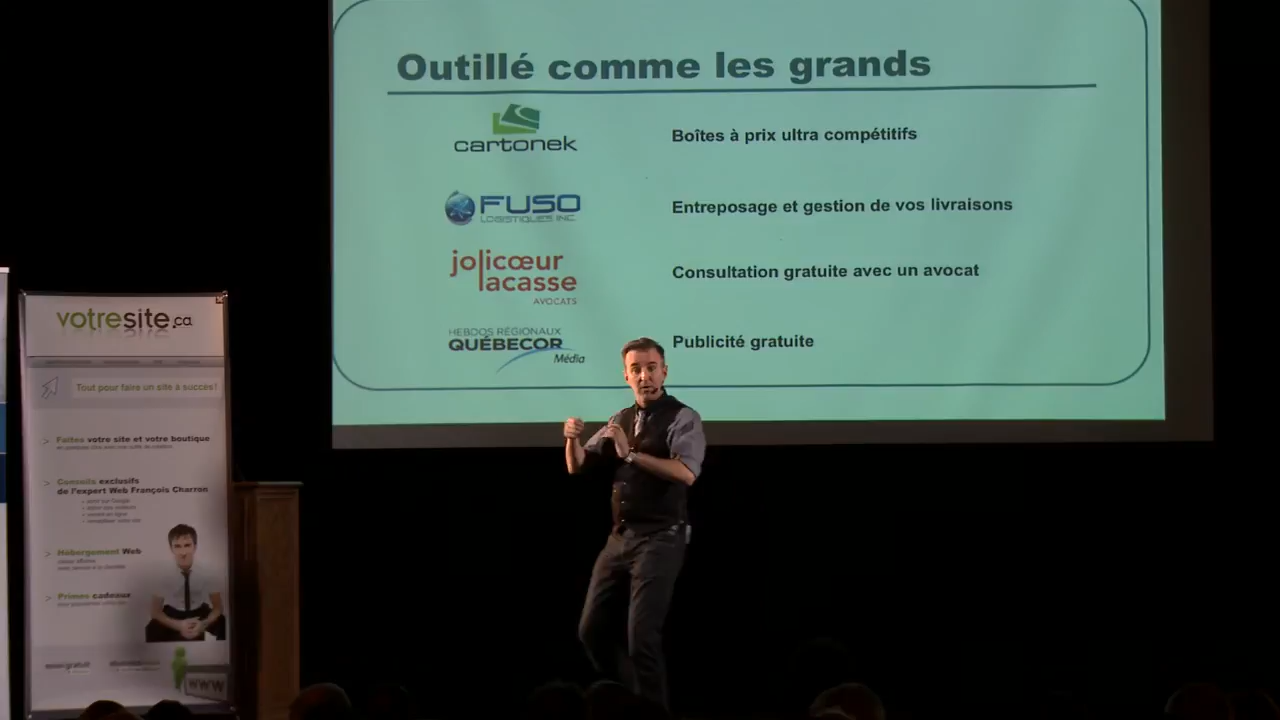 Outillé comme les grands
cartonek
Boîtes à prix ultra compétitifs
FUSO
LOGISTIQUES INC.
Entreposage et gestion de vos livraisons
jolicœur
lacasse
AVOCATS
Consultation gratuite avec un avocat
HEBDOS RÉGIONAUX
QUÉBECOR
Média
Publicité gratuite
votresite.ca
Tout pour faire un site à succès!
> Faites votre site et votre boutique
> Conseils exclusifs
de l'expert Web François Charron
> Hébergement Web
> Primes cadeaux
WWW